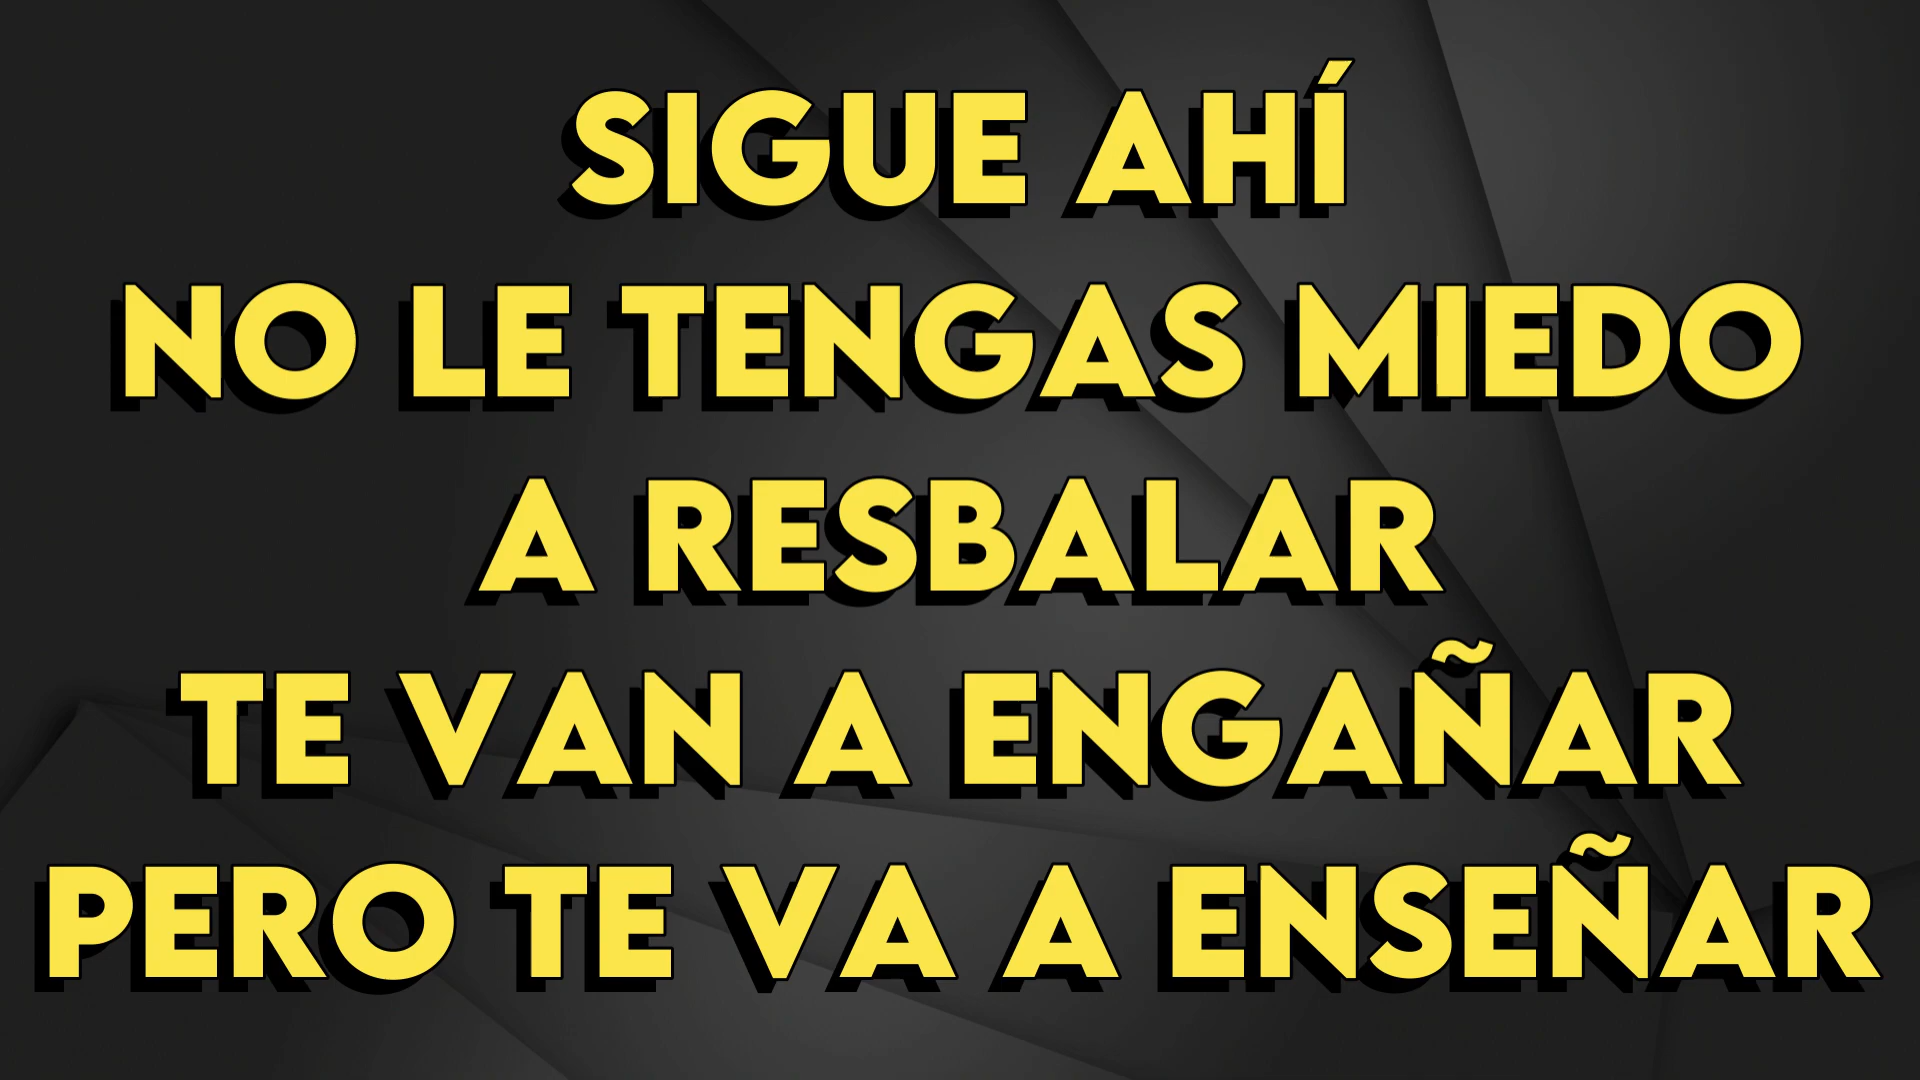 SIGUE AHÍ
NO LE TENGAS MIEDO
A RESBALAR
TE VAN A ENGAÑAR
PERO TE VA A ENSEÑAR